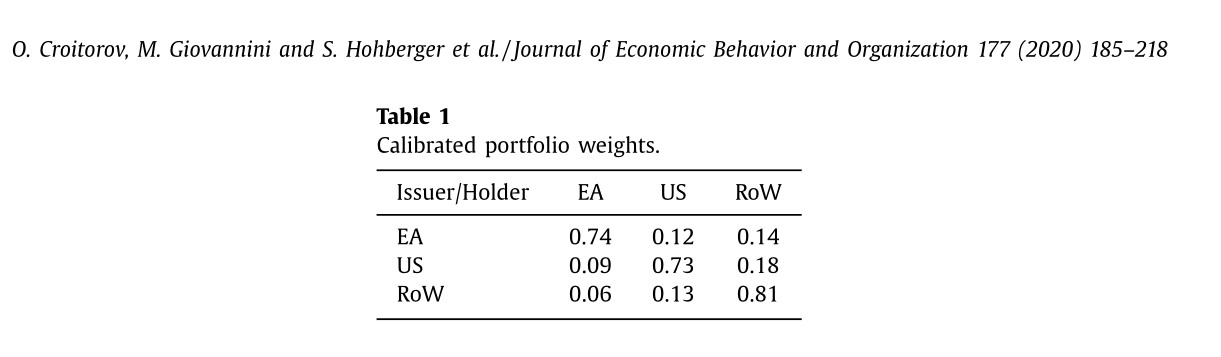 O. Croitorov, M. Giovannini and S. Hohberger et al./Journal of Economic Behavior and Organization 177 (2020) 185–218
Table 1
Calibrated portfolio weights.
Issuer/Holder EA US RoW
EA 0.74 0.12 0.14
US 0.09 0.73 0.18
RoW 0.06 0.13 0.81